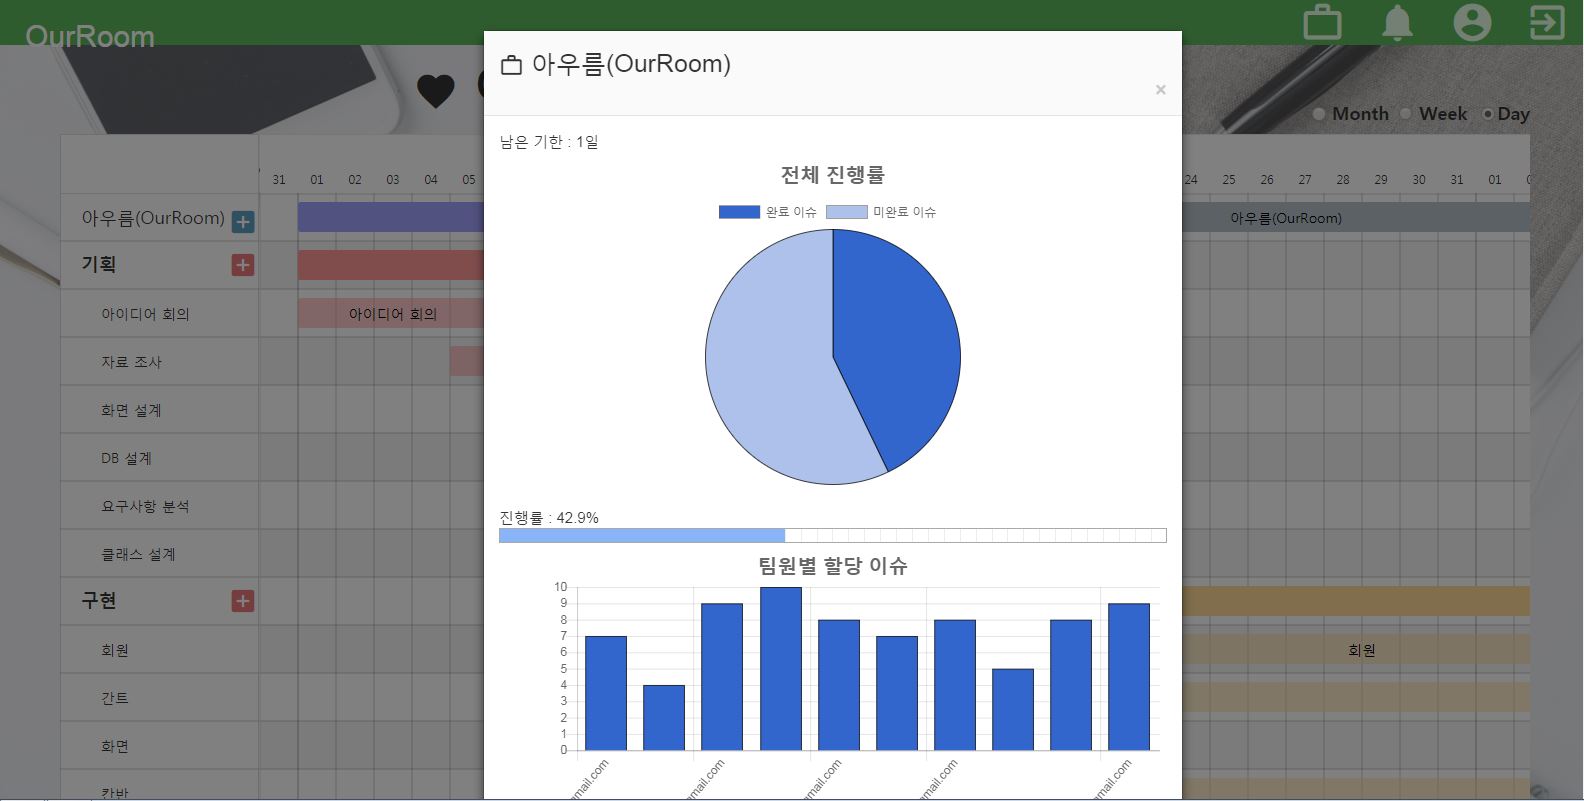 OurRoom
아우름(OurRoom)
×
Month Week Day
31 01 02 03 04 05
24 25 26 27 28 29 30 31 01
남은 기한 : 1일
전체 진행률
완료 이슈 미완료 이슈
아우름(OurRoom) +
아우름(OurRoom)
기획 +
아이디어 회의
아이디어 회의
자료 조사
화면 설계
DB 설계
요구사항 분석
클래스 설계
진행률 : 42.9%
팀원별 할당 이슈
10
9
8
7
6
5
4
3
2
1
0
구현 +
회원
회원
간트
화면
칸반
gmail.com
gmail.com
gmail.com
gmail.com
gmail.com